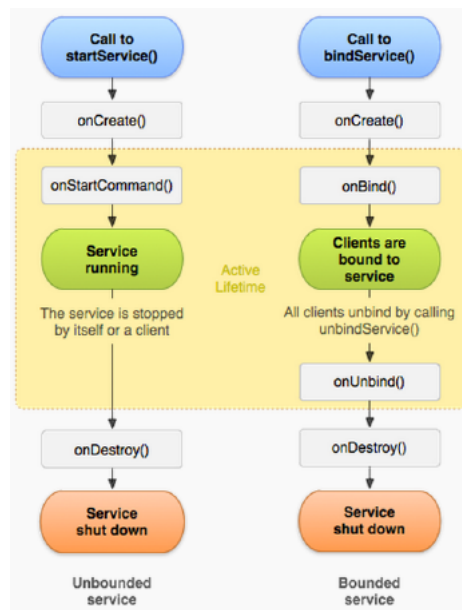 Call to
startService()
onCreate()
onStartCommand()
Service
running
The service is stopped
by itself or a client
onDestroy()
Service
shut down
Unbounded
service
Active
Lifetime
Call to
bindService()
onCreate()
onBind()
Clients are
bound to
service
All clients unbind by calling
unbindService()
onUnbind()
onDestroy()
Service
shut down
Bounded
service